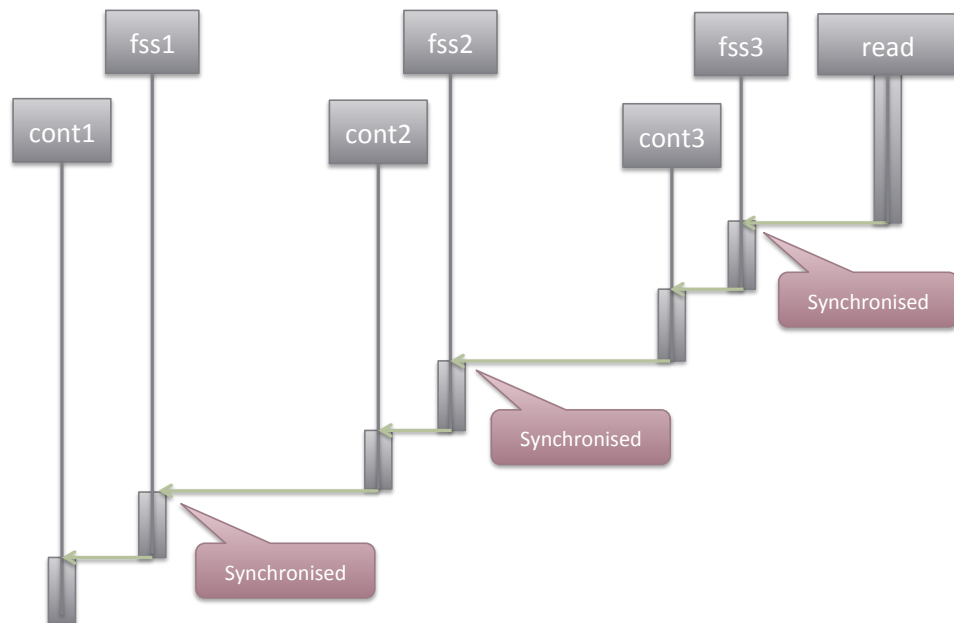 fss1
fss2
fss3
read
cont1
cont2
cont3
Synchronised
Synchronised
Synchronised